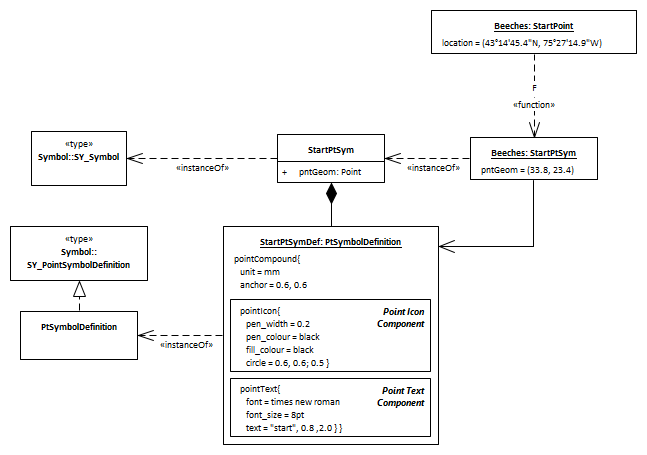 Beeches: StartPoint
location = (43°14'45.4"N, 75°27'14.9"W)
F
«function»
«type»
Symbol::SY_Symbol
«instanceOf»
StartPtSym
+ pntGeom: Point
«instanceOf»
Beeches: StartPtSym
pntGeom = (33.8, 23.4)
«type»
Symbol::
SY_PointSymbolDefinition
PtSymbolDefinition
«instanceOf»
StartPtSymDef: PtSymbolDefinition
pointCompound{
unit = mm
anchor = 0.6, 0.6
pointIcon{
Point Icon
Component
pen_width = 0.2
pen_colour = black
fill_colour = black
circle = 0.6, 0.6; 0.5 }
pointText{
Point Text
Component
font = times new roman
font_size = 8pt
text = "start", 0.8 ,2.0 } }